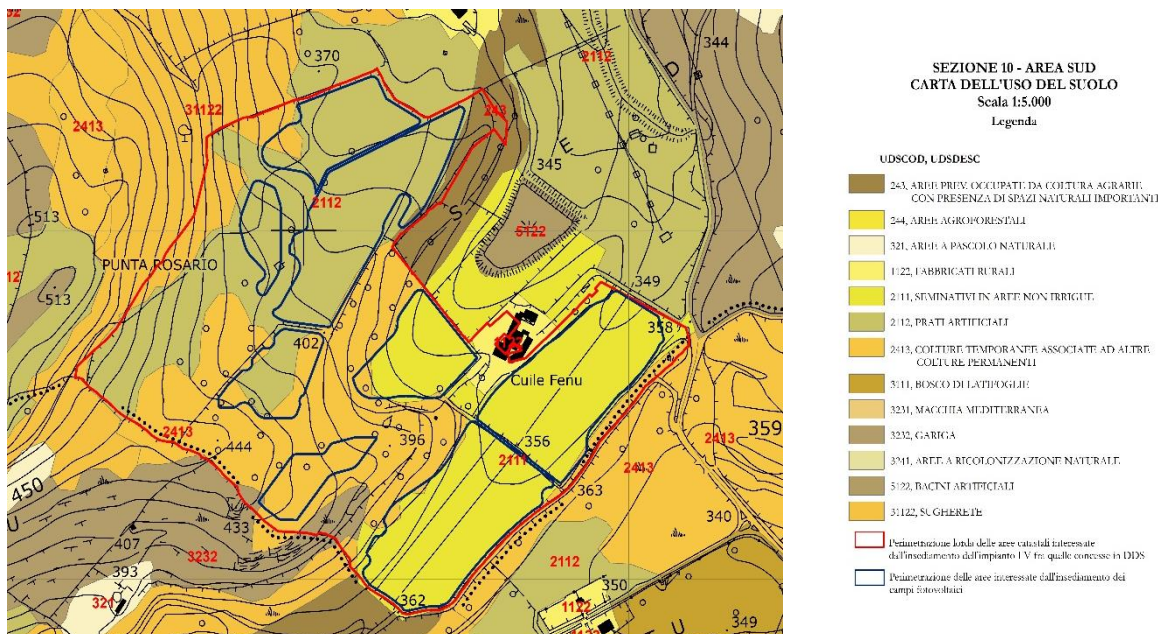 370
344
2112
31122
243
2413
345
E
D
S
2112
5122
513
PUNTA ROSARIO
349
513
358
402
Cuile Fenu
359
396
356
2413
444
2413
2111
2413
450
363
433
340
407
3232
2112
393
321
362
350
1122
349
U
U
SEZIONE 10 - AREA SUD
CARTA DELL'USO DEL SUOLO
Scala 1:5.000
Legenda
UDSCOD, UDSDESC
243, AREE PREV. OCCUPATE DA COLTURA AGRARIE
CON PRESENZA DI SPAZI NATURALI IMPORTANTI
244, AREE AGROFORESTALI
321, AREE A PASCOLO NATURALE
1122, FABBRICATI RURALI
2111, SEMINATIVI IN AREE NON IRRIGUE
2112, PRATI ARTIFICIALI
2413, COLTURE TEMPORANEE ASSOCIATE AD ALTRE
COLTURE PERMANENTI
3111, BOSCO DI LATIFOGLIE
3231, MACCHIA MEDITERRANEA
3232, GARIGA
3241, AREE A RICOLONIZZAZIONE NATURALE
5122, BACINI ARTIFICIALI
31122, SUGHERETE
Perimetrazione lorda delle aree catastali interessate
dall'insediamento dell'impianto FV fra quelle concesse in DDS
Perimetrazione delle aree interessate dall'insediamento dei
campi fotovoltaici